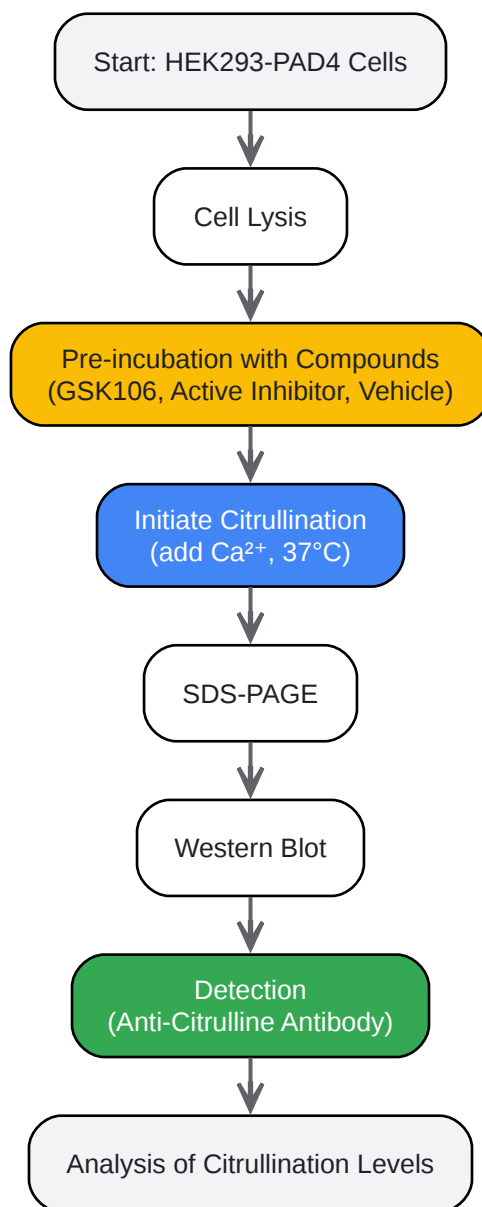 Start: HEK293-PAD4 Cells
Cell Lysis
Pre-incubation with Compounds
(GSK106, Active Inhibitor, Vehicle)
Initiate Citrullination
(add Ca²⁺, 37°C)
SDS-PAGE
Western Blot
Detection
(Anti-Citrulline Antibody)
Analysis of Citrullination Levels